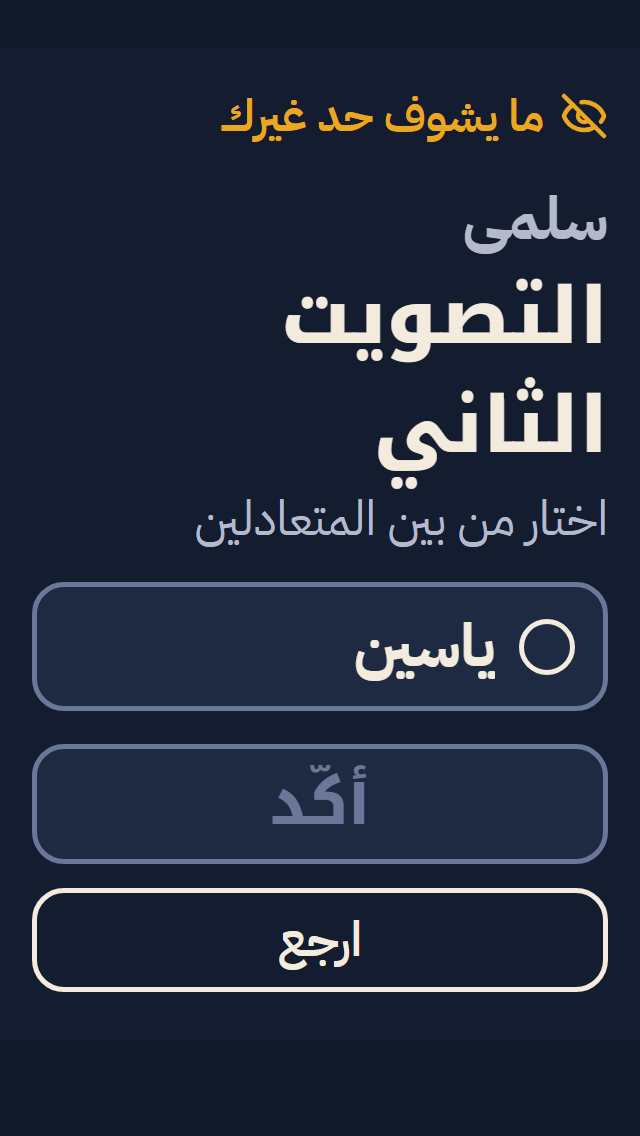 ما يشوف حد غيرك
سلمى
التصويت
الثاني
اختار من بين المتعادلين
ياسين
أكّد
ارجع